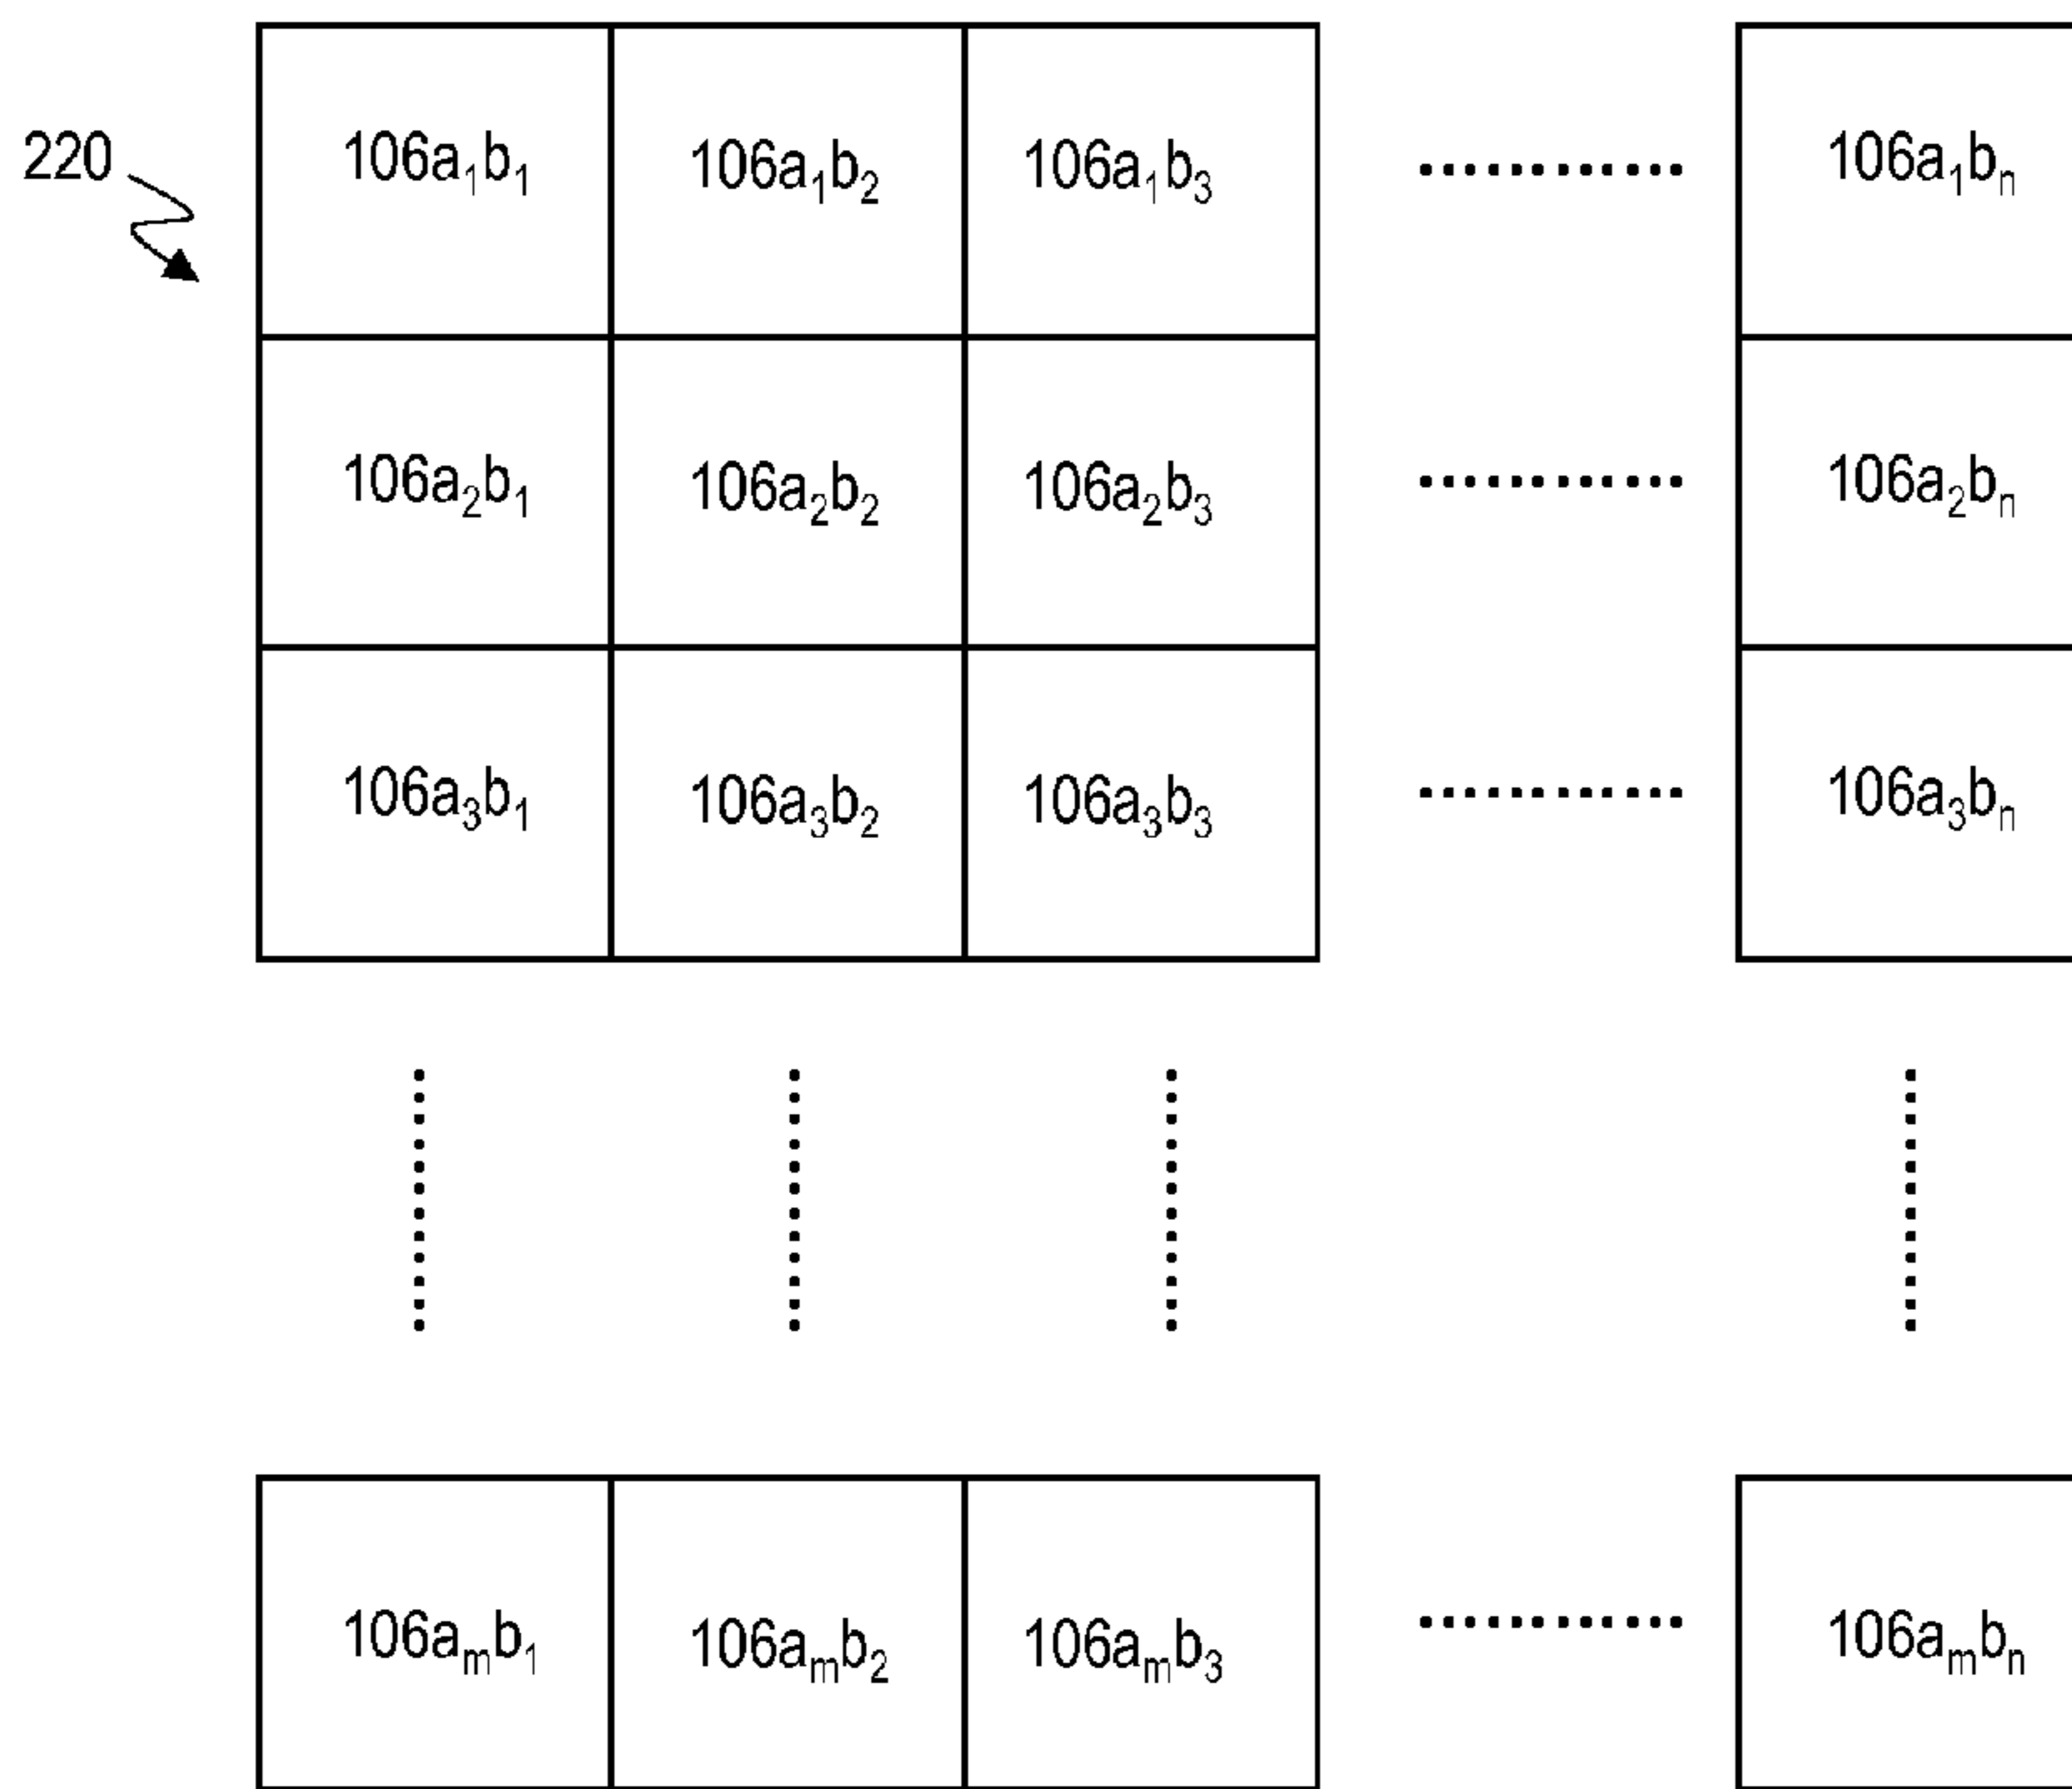 220
106a₁b₁ 106a₁b₂ 106a₁b₃ ............ 106a₁bₙ
106a₂b₁ 106a₂b₂ 106a₂b₃ ............ 106a₂bₙ
106a₃b₁ 106a₃b₂ 106a₃b₃ ............ 106a₃bₙ
106aₘb₁ 106aₘb₂ 106aₘb₃ ............ 106aₘbₙ